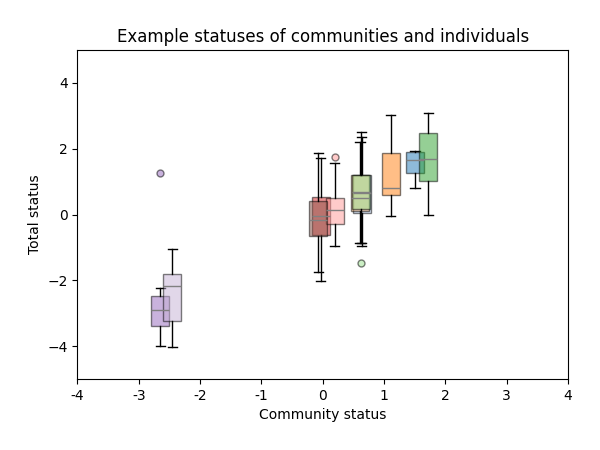 Example statuses of communities and individuals
Total status
4
2
0
−2
−4
-4 -3 -2 -1 0 1 2 3 4
Community status